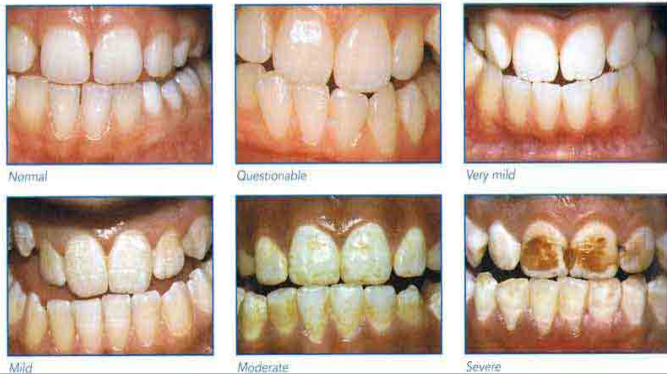 Normal
Questionable
Very mild
Mild
Moderate
Severe